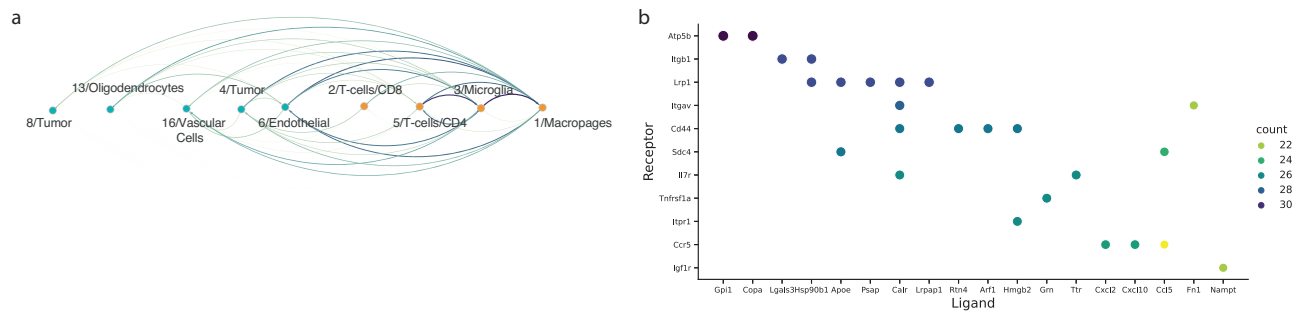 a
13/Oligodendrocytes
4/Tumor
2/T-cells/CD8
3/Microglia
8/Tumor
16/Vascular
Cells
6/Endothelial
5/T-cells/CD4
1/Macropages
b
Receptor
Atp5b
Itgb1
Lrp1
Itgav
Cd44
Sdc4
Il7r
Tnfrsf1a
Itpr1
Ccr5
Igf1r
Gpi1 Copa Lgals3 Hsp90b1 Apoe Psap Calr Lrpap1 Rtn4 Arf1 Hmgb2 Grn Ttr Cxcl2 Cxcl10 Ccl5 Fn1 Nampt
Ligand
count
22
24
26
28
30